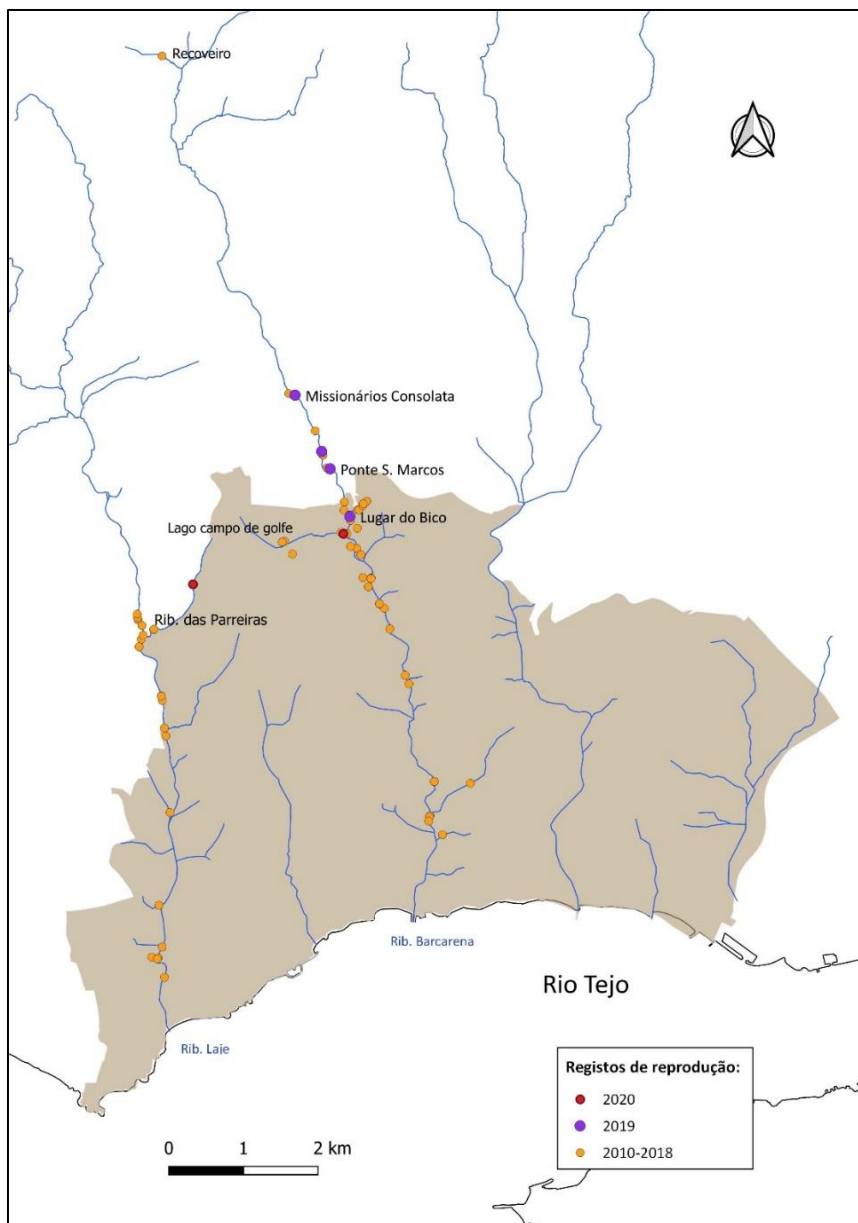 Recoveiro
Missionários Consolata
Ponte S. Marcos
Lugar do Bico
Lago campo de golfe
Rib. das Parreiras
Rib. Barcarena
Rio Tejo
Rib. Laje
Registos de reprodução:
2020
2019
2010-2018
0 1 2 km